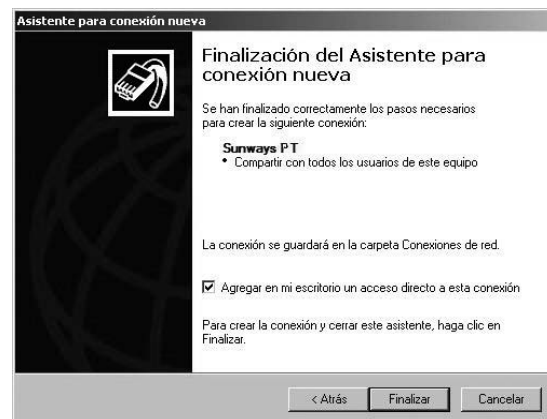 Asistente para conexión nueva
Finalización del Asistente para
conexión nueva
Se han finalizado correctamente los pasos necesarios
para crear la siguiente conexión:
Sunways PT
• Compartir con todos los usuarios de este equipo
La conexión se guardará en la carpeta Conexiones de red.
Agregar en mi escritorio un acceso directo a esta conexión
Para crear la conexión y cerrar este asistente, haga clic en
Finalizar.
< Atrás Finalizar Cancelar